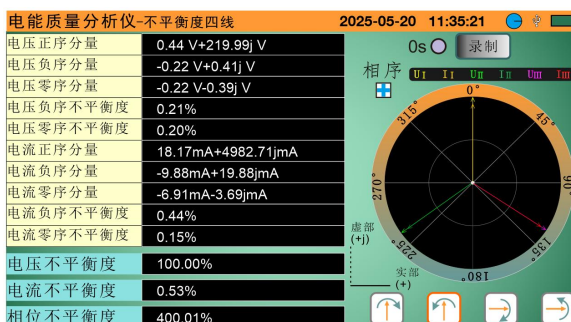 电能质量分析仪-不平衡度四线 2025-05-20 11:35:21
电压正序分量 0.44 V+219.99j V
电压负序分量 -0.22 V+0.41j V
电压零序分量 -0.22 V-0.39j V
电压负序不平衡度 0.21%
电压零序不平衡度 0.20%
电流正序分量 18.17mA+4982.71jmA
电流负序分量 -9.88mA+19.88jmA
电流零序分量 -6.91mA-3.69jmA
电流负序不平衡度 0.44%
电流零序不平衡度 0.15%
电压不平衡度 100.00%
电流不平衡度 0.53%
相位不平衡度 400.01%
0s 录制
相序 UI II UII III UIII IIII
0°
45°
90°
135°
180°
225°
270°
315°
虚部
(+j)
实部
(+)